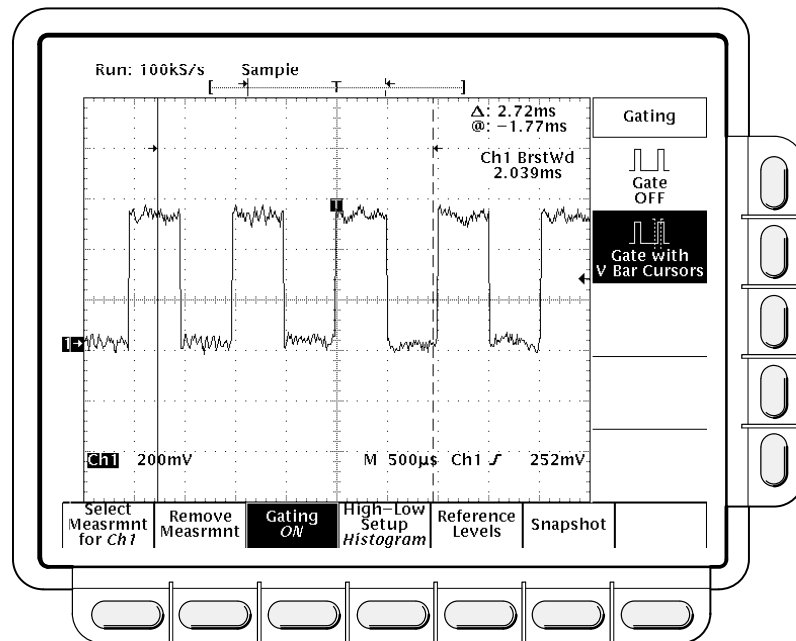 Run: 100kS/s Sample
[ T ]
Δ: 2.72ms
@: −1.77ms
Ch1 BrstWd
2.039ms
T
1
Ch1 200mV M 500µs Ch1 252mV
Gating
Gate
OFF
Gate with
V Bar Cursors
Select
Measrmnt
for Ch1
Remove
Measrmnt
Gating
ON
High–Low
Setup
Histogram
Reference
Levels
Snapshot